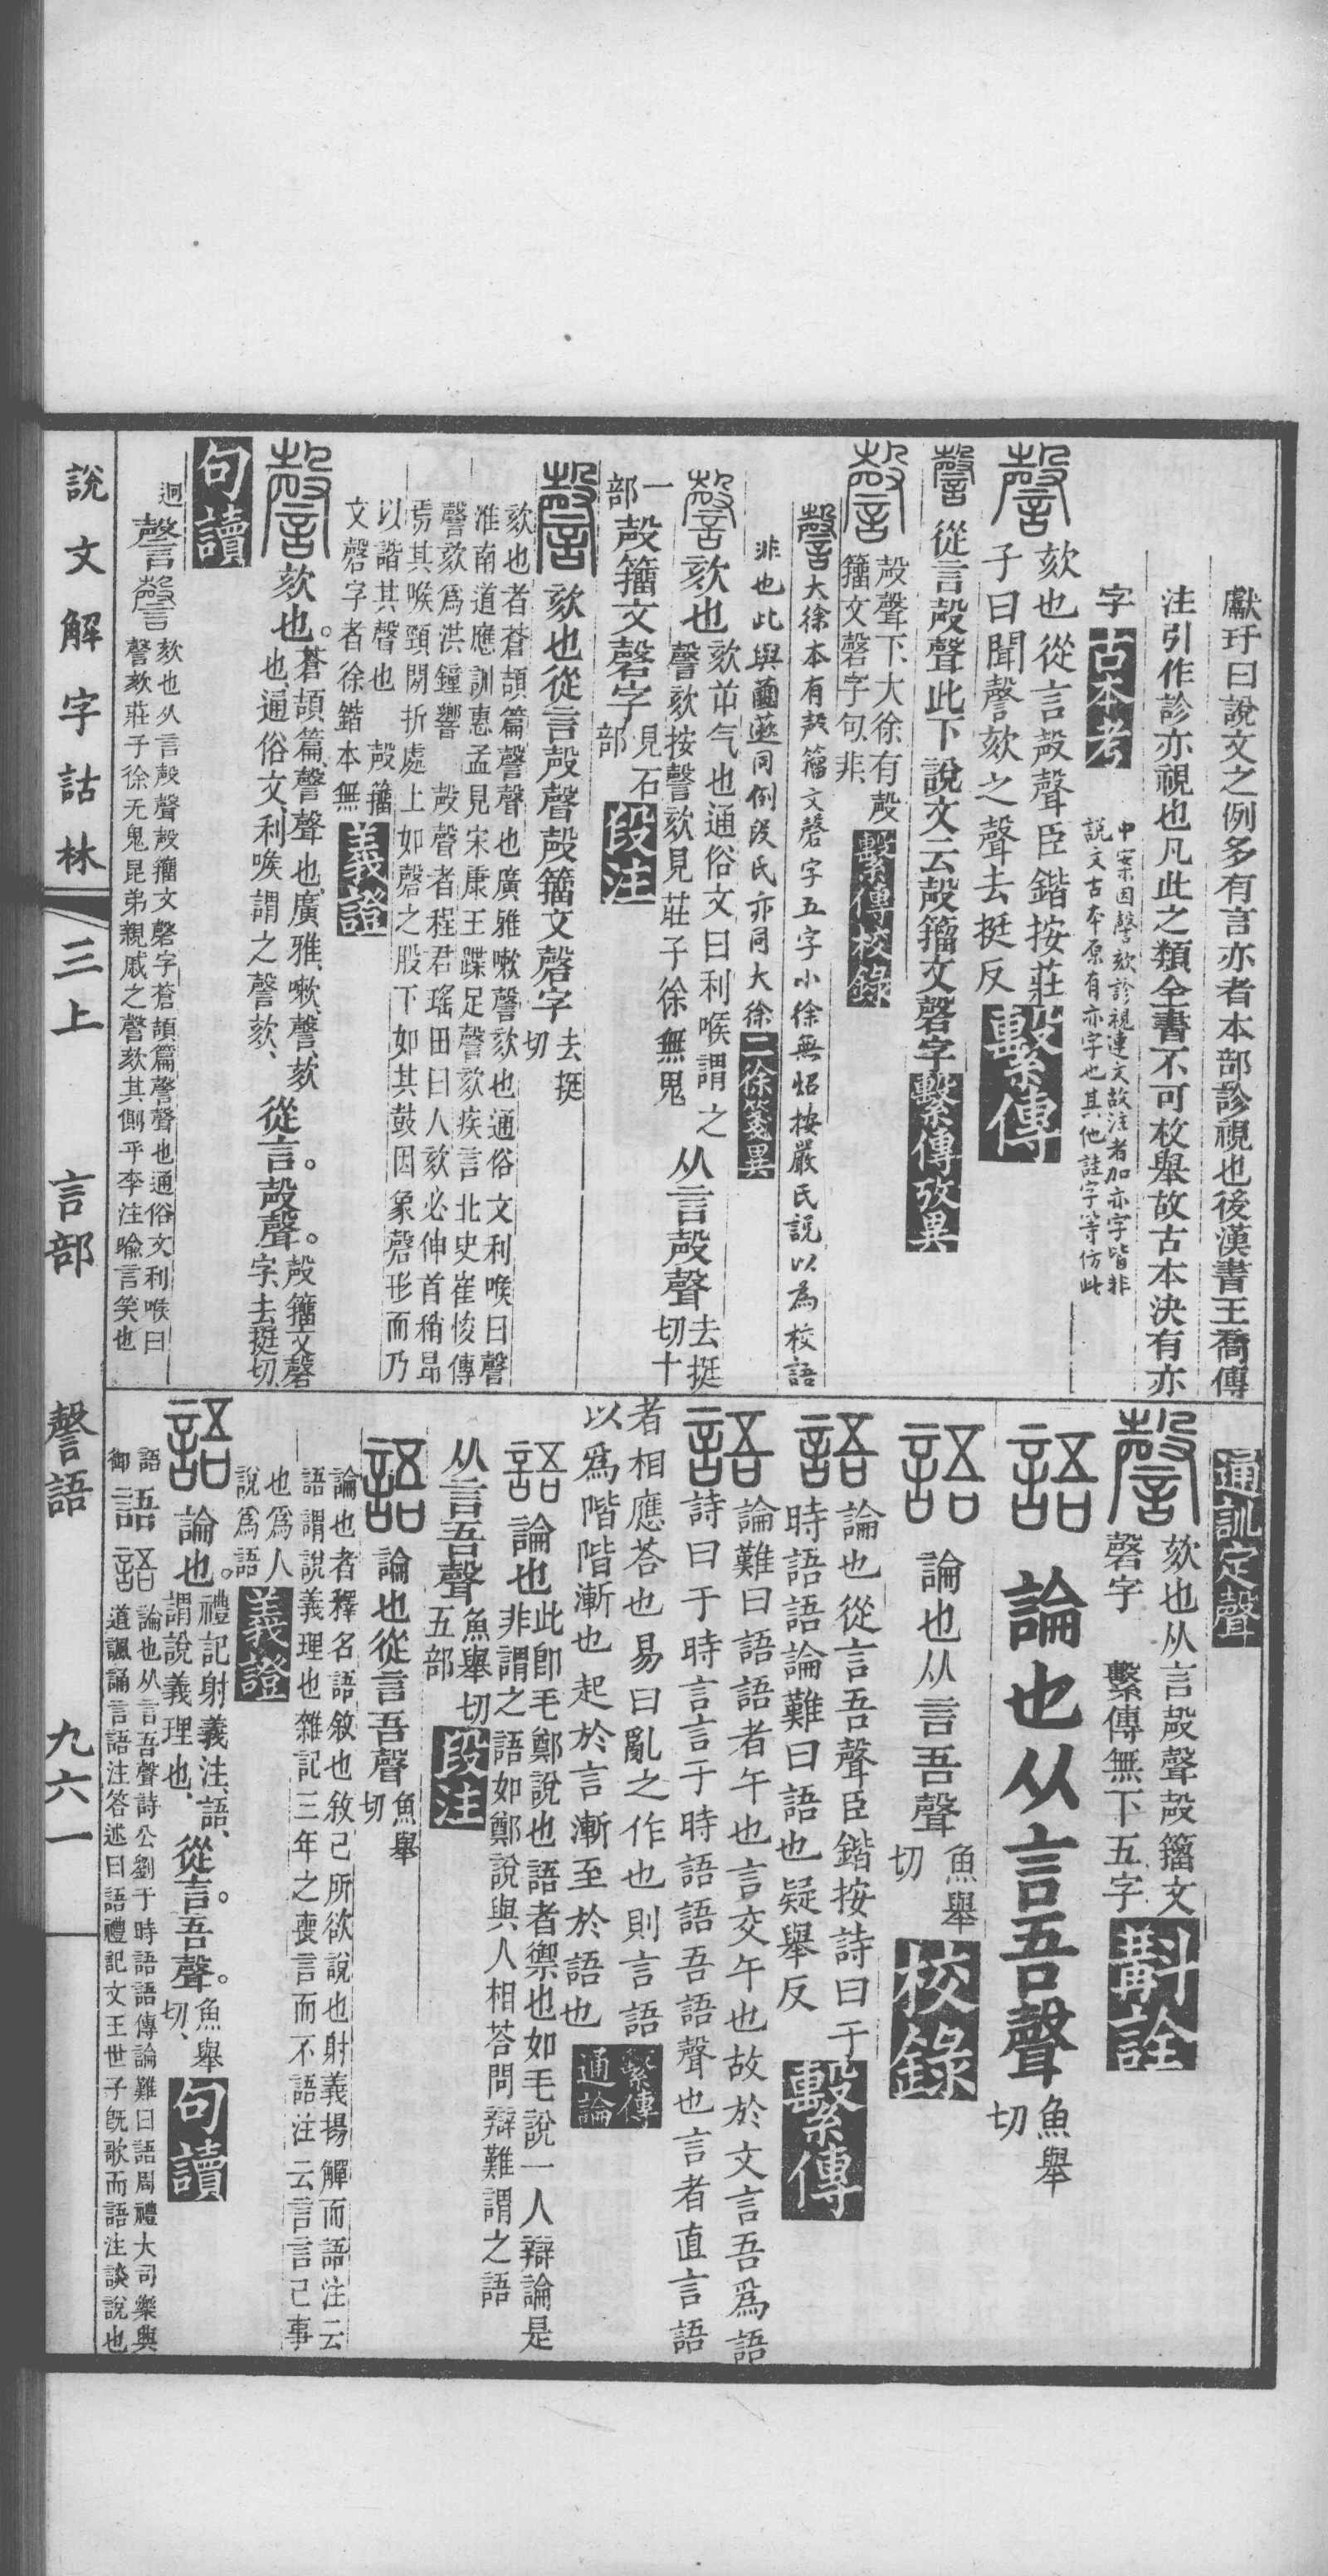 獻玗曰說文之例多有言亦者本部診視也後漢書王喬傳
注引作診亦視也凡此之類全書不可枚舉故古本決有亦
字 古本考 中案因謦欬診視連文故注者加亦字皆非
說文古本原有亦字也其他註字等仿此
謦 欬也從言殸聲臣鍇按莊
子曰聞謦欬之聲去挺反 繫傳
謦 從言殸聲此下說文云殸籀文磬字 繫傳攷異
謦 殸聲下大徐有殸
籀文磬字句非 繫傳校錄
謦 大徐本有殸籀文磬字五字小徐無怊按嚴氏說以為校語
非也此與薾薾同例段氏亦同大徐 二徐箋異
謦 欬也 欬屰气也通俗文曰利喉謂之
謦欬按謦欬見莊子徐無鬼 从言殸聲 去挺
切十
一
部 殸籀文磬字 見石
部 段注
謦 欬也從言殸聲殸籀文磬字 去挺
切
欬也者蒼頡篇謦聲也廣雅嗽謦欬也通俗文利喉曰謦
淮南道應訓惠孟見宋康王蹀足謦欬疾言北史崔㥄傳
謦欬爲洪鐘響 殸聲者程君瑤田曰人欬必伸首稍昂
焉其喉頸閒折處上如磬之股下如其鼓因象磬形而乃
以諧其聲也 殸籀
文磬字者徐鍇本無 義證
謦 欬也。蒼頡篇、謦聲也、廣雅、嗽、謦、欬
也、通俗文、利喉謂之謦欬、 從言。殸聲。 殸、籀文磬
字、去挺切、
句讀
迥 謦 謦 欬也从言殸聲殸籀文磬字蒼頡篇謦聲也通俗文利喉曰
謦欬莊子徐无鬼昆弟親戚之謦欬其側乎李注喻言笑也
通訓定聲
謦 欬也从言殸聲殸籀文
磬字 繫傳無下五字 斠詮
語 論也从言吾聲 魚舉
切
語 論也从言吾聲 魚舉
切 校錄
語 論也從言吾聲臣鍇按詩曰于
時語語論難曰語也疑舉反 繫傳
語 論難曰語語者午也言交午也故於文言吾爲語
詩曰于時言言于時語語吾語聲也言者直言語
者相應荅也易曰亂之作也則言語
以爲階階漸也起於言漸至於語也 繫傳
通論
語 論也 此卽毛鄭說也語者禦也如毛說一人辯論是
非謂之語如鄭說與人相荅問辯難謂之語
从言吾聲 魚舉切
五部 段注
語 論也從言吾聲 魚舉
切
論也者釋名語敘也敘己所欲說也射義揚觶而語注云
語謂說義理也雜記三年之喪言而不語注云言言己事
也爲人
說爲語 義證
語 論也。禮記射義注、語、
謂說義理也、 從言。吾聲。 魚舉
切、 句讀
語
御 語 語 論也从言吾聲詩公劉于時語語傳論難曰語周禮大司樂興
道諷誦言語注答述曰語禮記文王世子旣歌而語注談說也
說文解字詁林 三上 言部 謦語 九六一